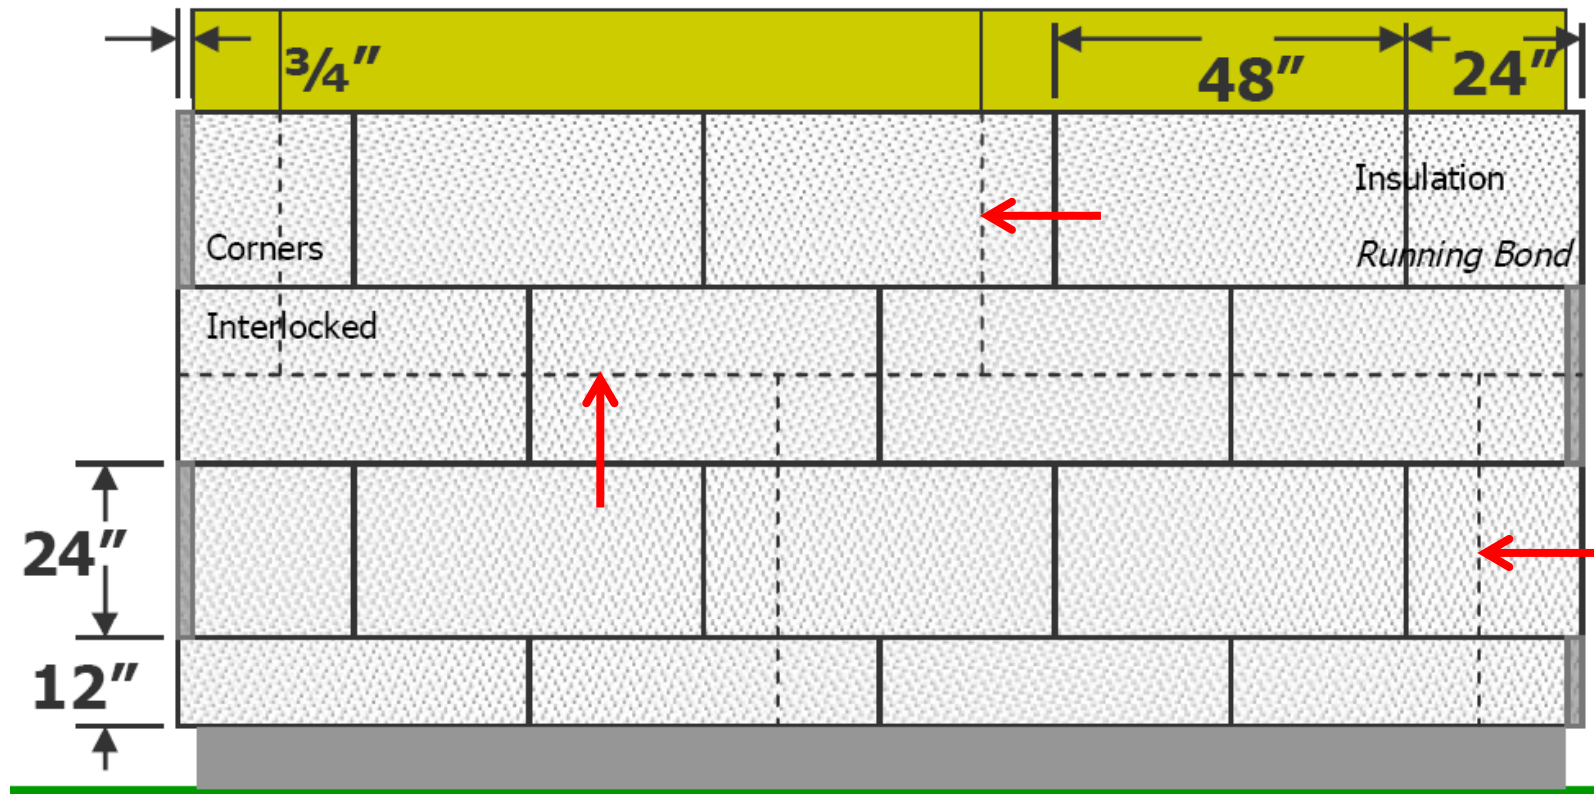 ¾″
48″
24″
Insulation
Corners
Running Bond
Interlocked
24″
12″